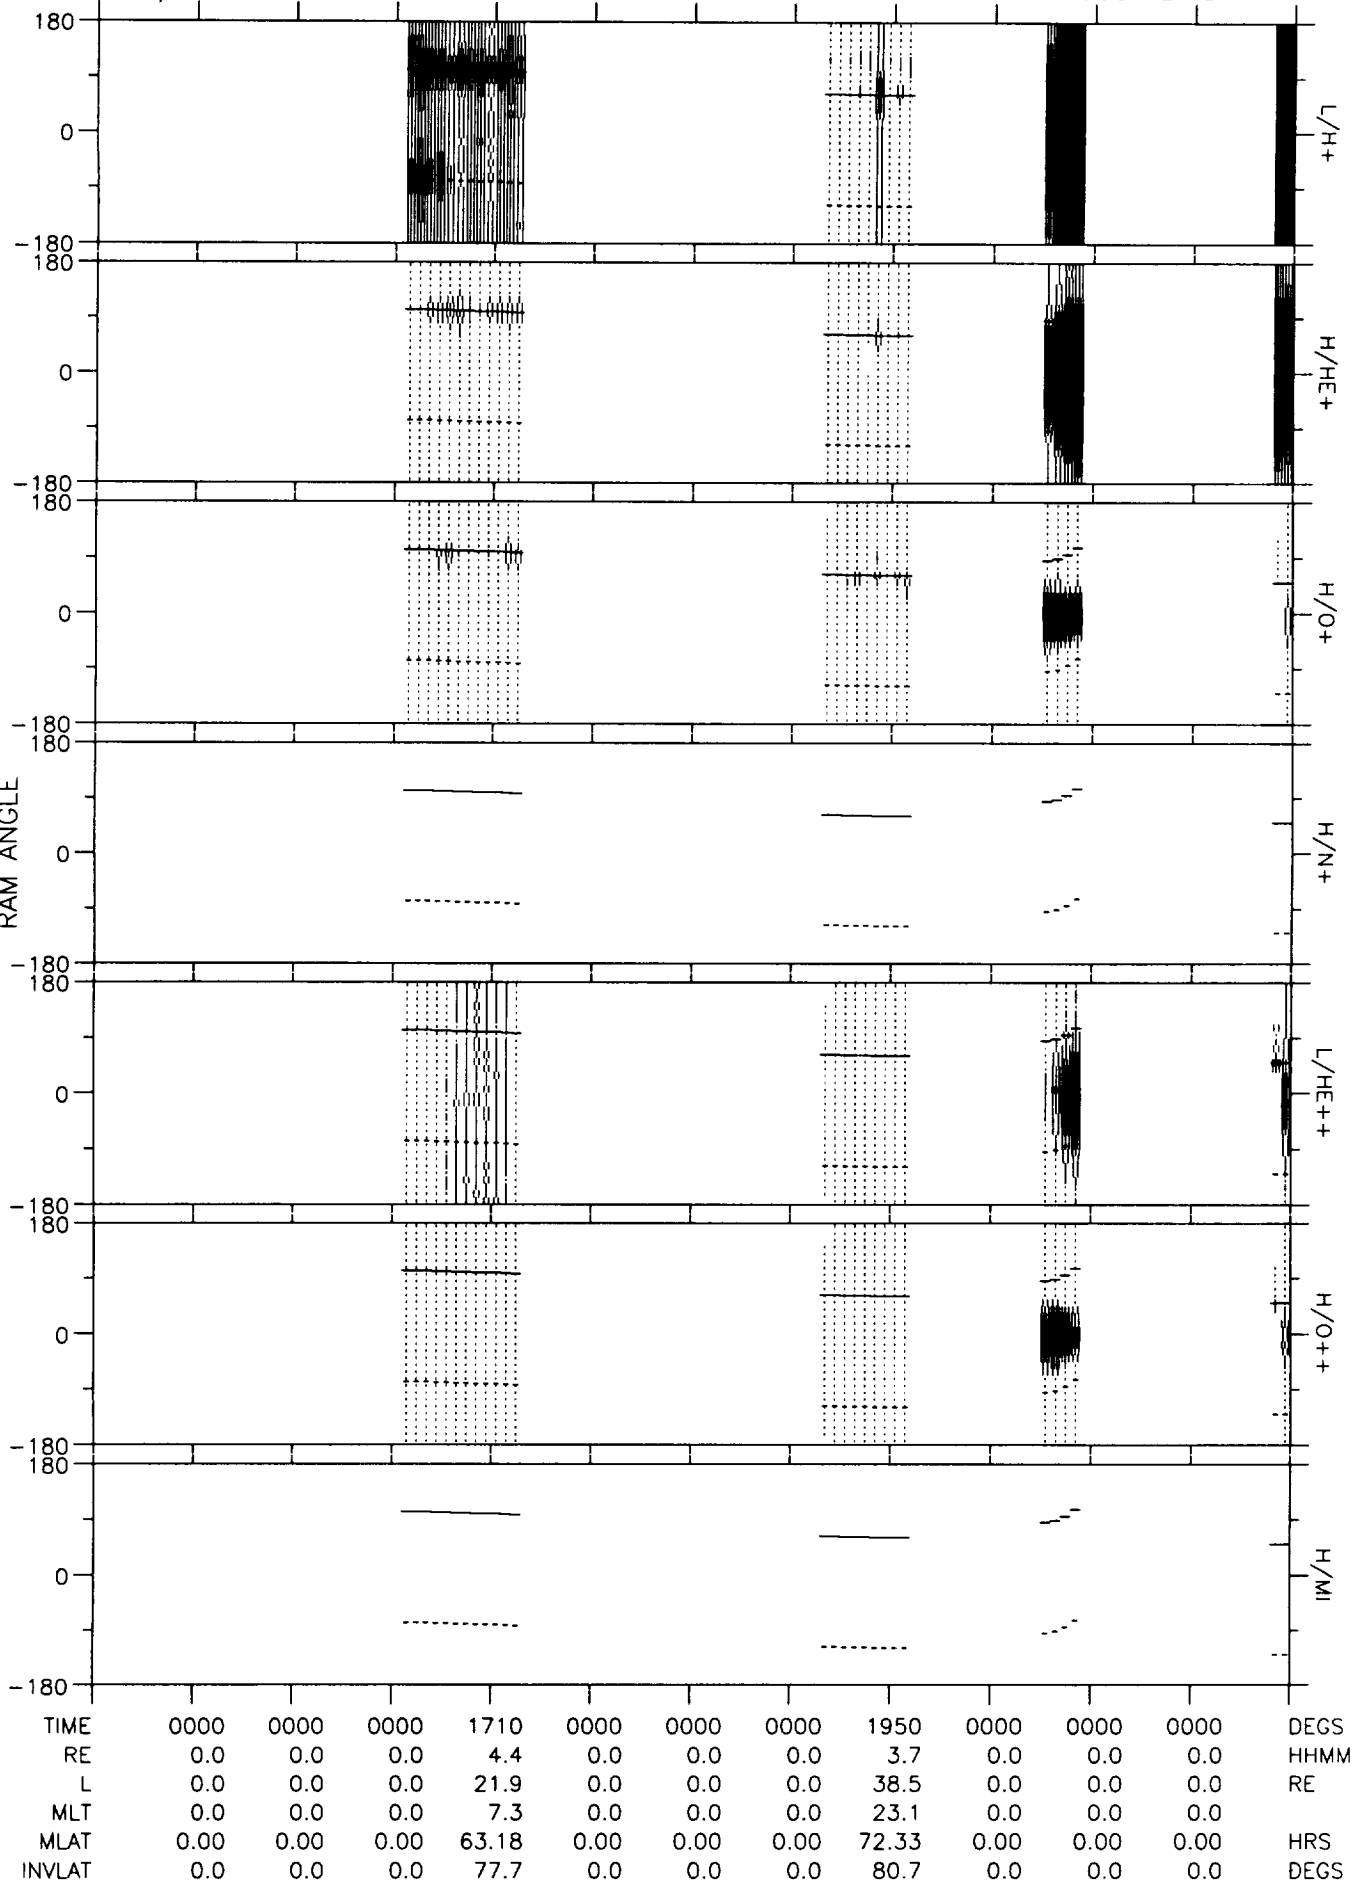 180
0
-180
L/H+
180
0
-180
H/HE+
180
0
-180
H/O+
180
0
-180
H/N+
RAM ANGLE
180
0
-180
L/HE++
180
0
-180
H/O++
180
0
-180
H/MI
TIME 0000 0000 0000 1710 0000 0000 0000 1950 0000 0000 0000 DEGS
RE 0.0 0.0 0.0 4.4 0.0 0.0 0.0 3.7 0.0 0.0 0.0 HHMM
L 0.0 0.0 0.0 21.9 0.0 0.0 0.0 38.5 0.0 0.0 0.0 RE
MLT 0.0 0.0 0.0 7.3 0.0 0.0 0.0 23.1 0.0 0.0 0.0
MLAT 0.00 0.00 0.00 63.18 0.00 0.00 0.00 72.33 0.00 0.00 0.00 HRS
INVLAT 0.0 0.0 0.0 77.7 0.0 0.0 0.0 80.7 0.0 0.0 0.0 DEGS